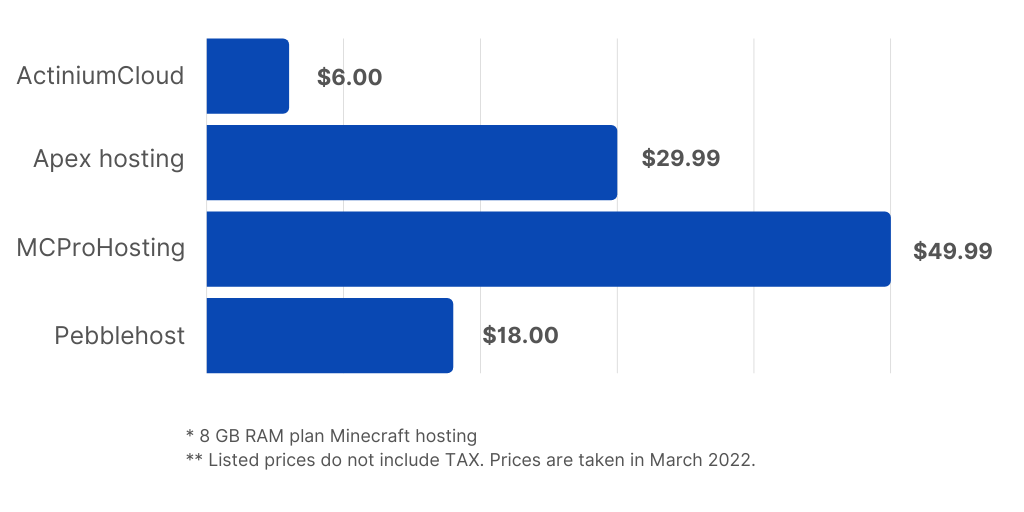 ActiniumCloud $6.00
Apex hosting $29.99
MCProHosting $49.99
Pebblehost $18.00
* 8 GB RAM plan Minecraft hosting
** Listed prices do not include TAX. Prices are taken in March 2022.